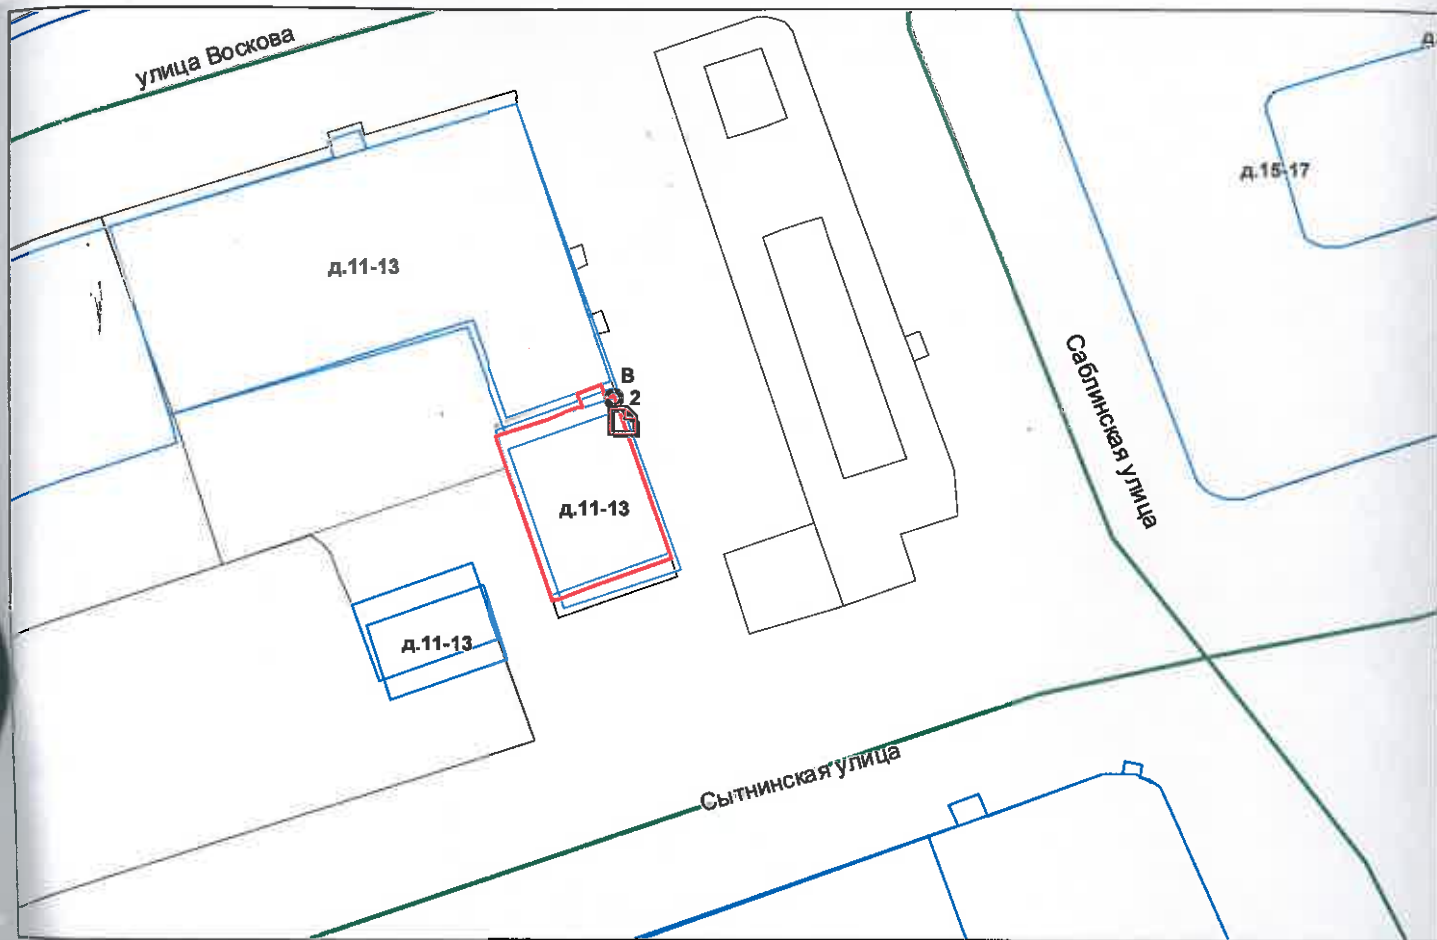 улица Воскова
д.
д.15-17
д.11-13
Саблинская улица
В
2
д.11-13
д.11-13
Сытнинская улица